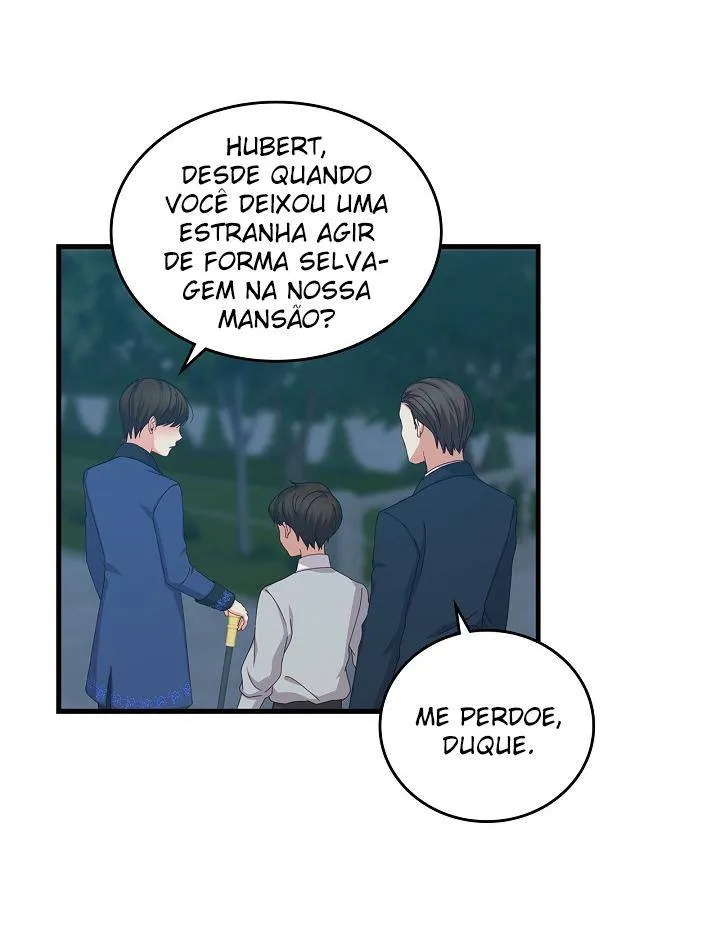 HUBERT,
DESDE QUANDO
VOCÊ DEIXOU UMA
ESTRANHA AGIR
DE FORMA SELVA-
GEM NA NOSSA
MANSÃO?
ME PERDOE,
DUQUE.